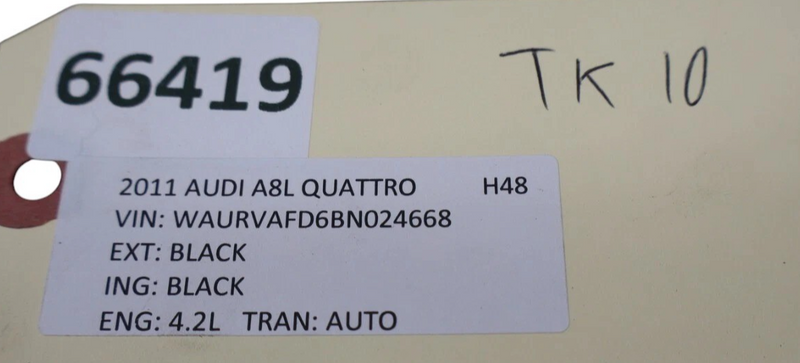 66419
TK 10
2011 AUDI A8L QUATTRO H48
VIN: WAURVAFD6BN024668
EXT: BLACK
ING: BLACK
ENG: 4.2L TRAN: AUTO